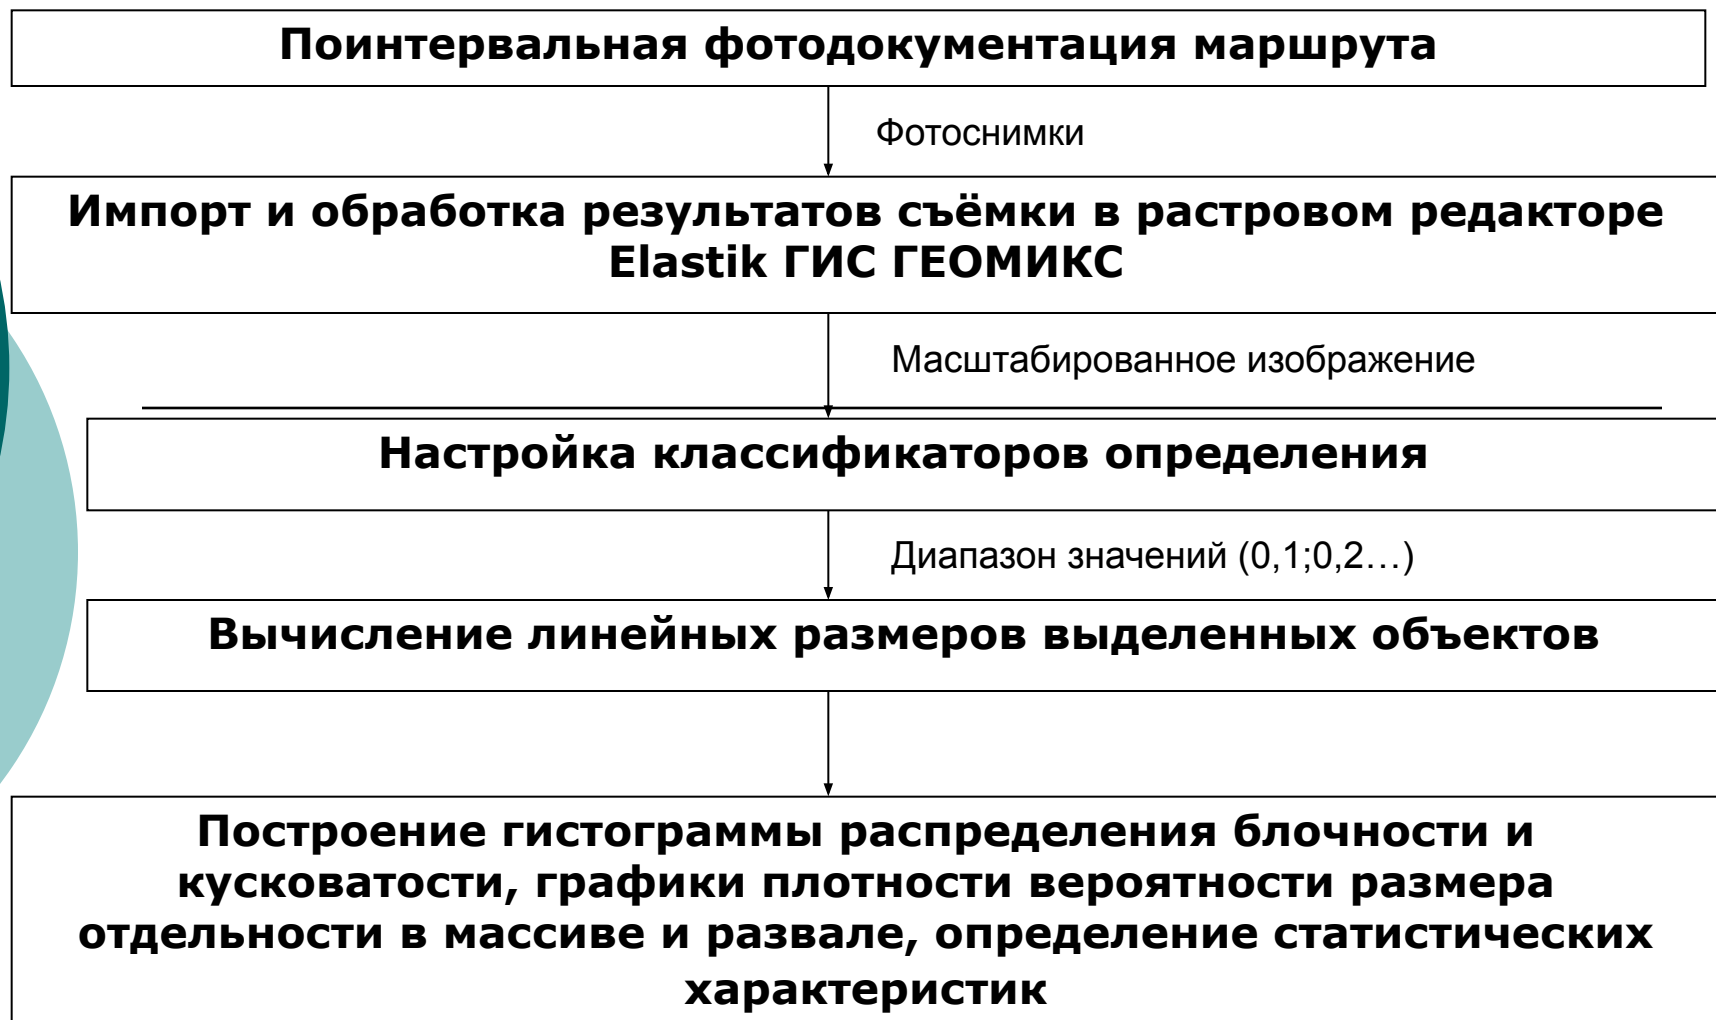 Поинтервальная фотодокументация маршрута
Фотоснимки
Импорт и обработка результатов съёмки в растровом редакторе
Elastik ГИС ГЕОМИКС
Масштабированное изображение
Настройка классификаторов определения
Диапазон значений (0,1;0,2…)
Вычисление линейных размеров выделенных объектов
Построение гистограммы распределения блочности и
кусковатости, графики плотности вероятности размера
отдельности в массиве и развале, определение статистических
характеристик